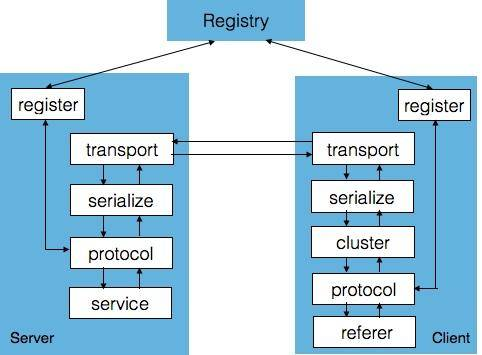 Registry
register
transport
serialize
protocol
service
Server
register
transport
serialize
cluster
protocol
referer
Client